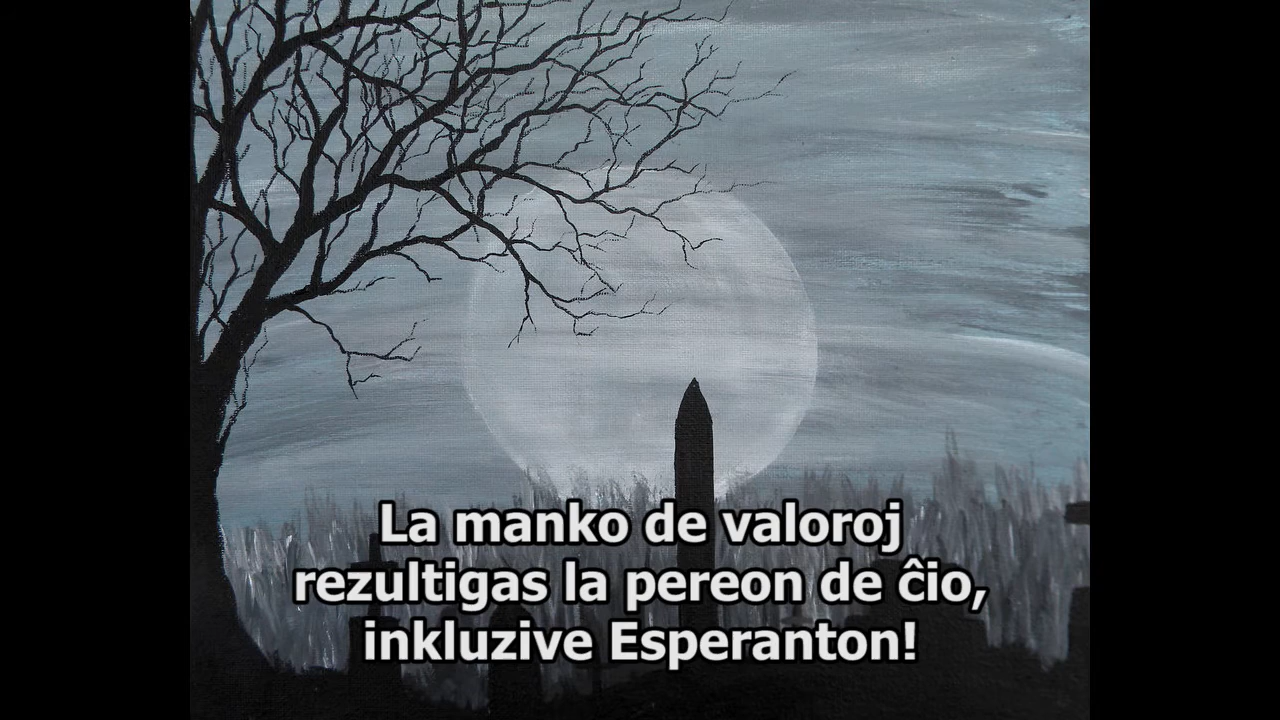 La manko de valoroj
rezultigas la pereon de ĉio,
inkluzive Esperanton!